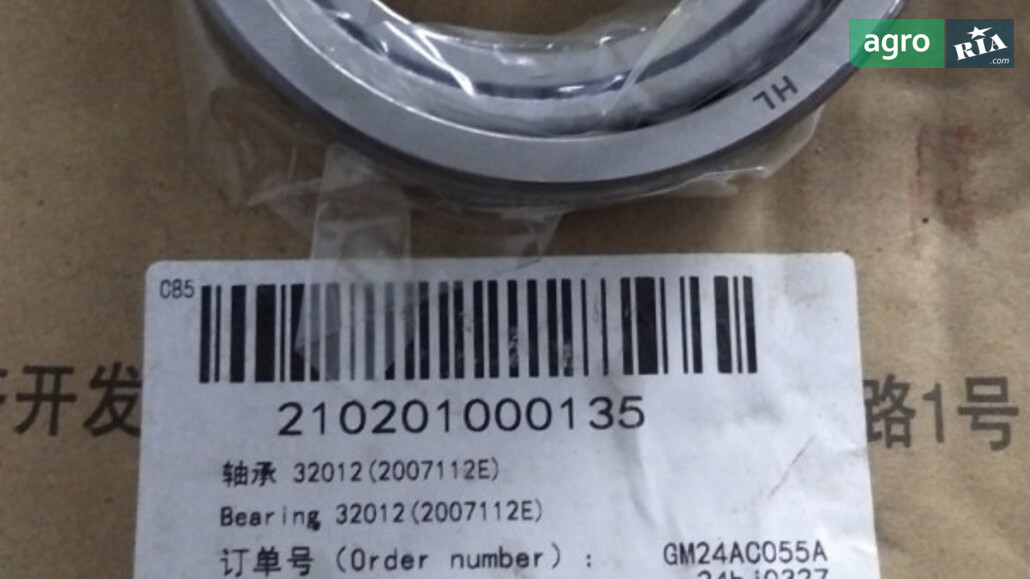 agro RIA .com
HL
C85
210201000135
开发
路1号
轴承 32012(2007112E)
Bearing 32012(2007112E)
订单号 (Order number) : GM24AC055A